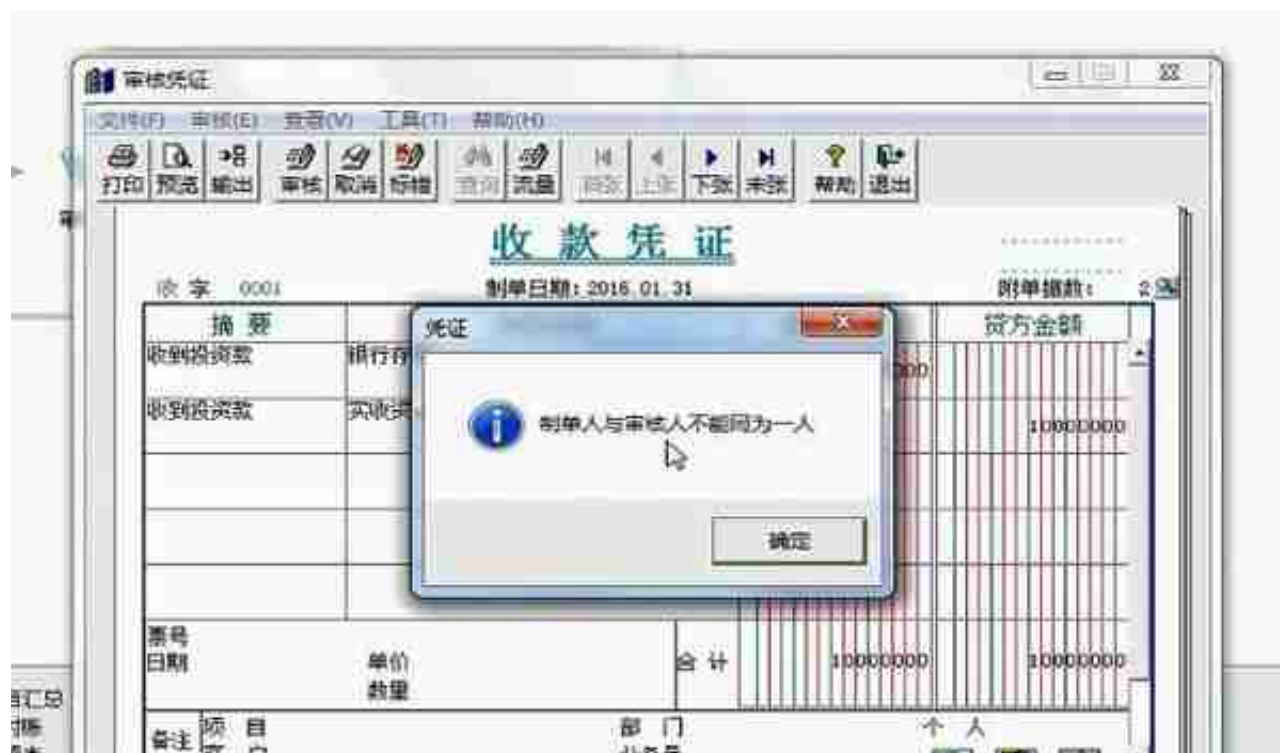 审核凭证
文件(F) 审核(E) 查看(V) 工具(T) 帮助(H)
打印 预览 输出 审核 取消 标错 查询 流量 首张 上张 下张 末张 帮助 退出
收款凭证
收 字 0001 制单日期: 2016.01.31 附单据数: 2
摘要 贷方金额
凭证
收到投资款 银行存
收到投资款 实收资 10000000
制单人与审核人不能同为一人
确定
票号
日期 单价 合计 10000000 10000000
数量
备注 项目 部门 个人